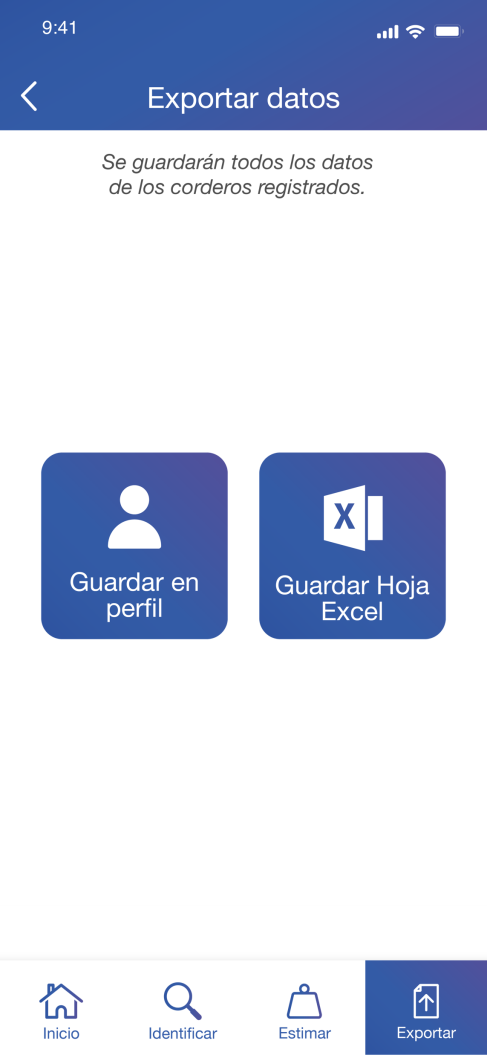 9:41
Exportar datos
Se guardarán todos los datos
de los corderos registrados.
Guardar en
perfil
X
Guardar Hoja
Excel
Inicio
Identificar
Estimar
Exportar